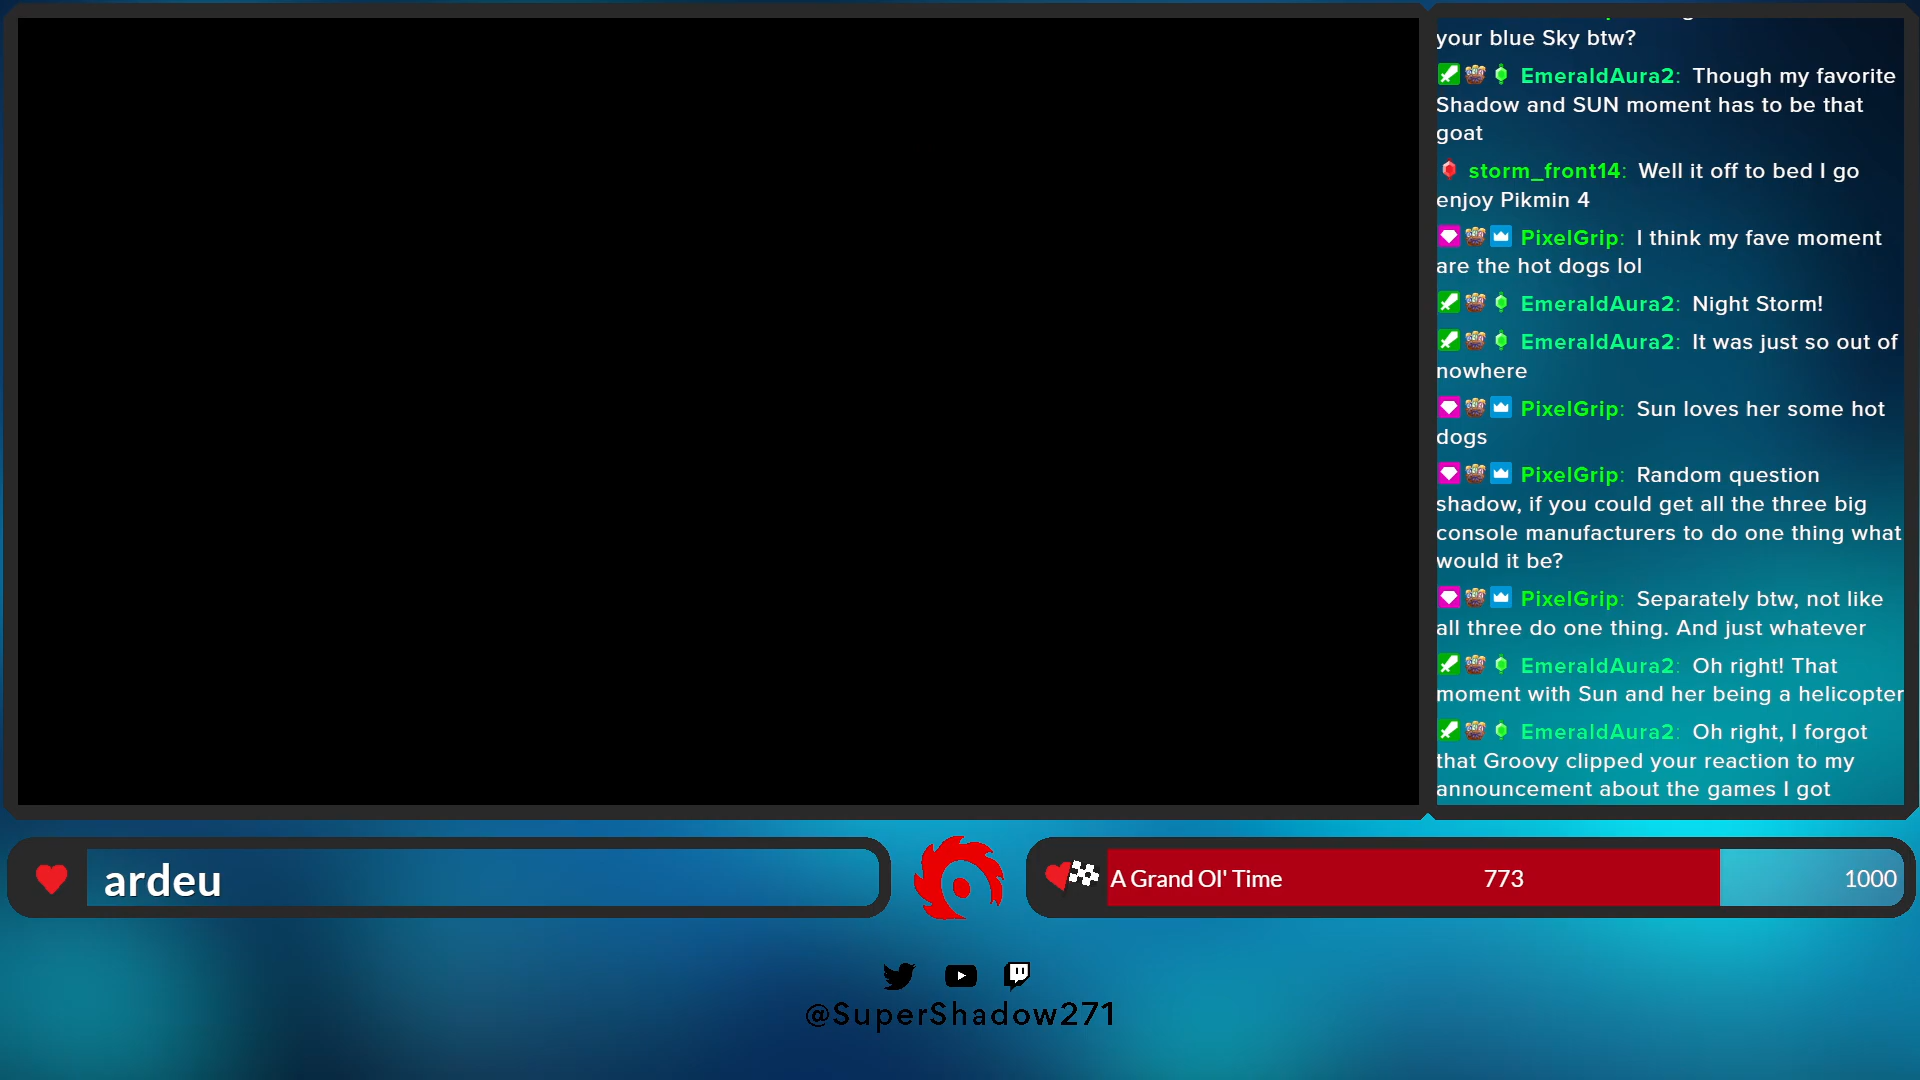 your blue Sky btw?
EmeraldAura2: Though my favorite
Shadow and SUN moment has to be that
goat
storm_front14: Well it off to bed I go
enjoy Pikmin 4
PixelGrip: I think my fave moment
are the hot dogs lol
EmeraldAura2: Night Storm!
EmeraldAura2: It was just so out of
nowhere
PixelGrip: Sun loves her some hot
dogs
PixelGrip: Random question
shadow, if you could get all the three big
console manufacturers to do one thing what
would it be?
PixelGrip: Separately btw, not like
all three do one thing. And just whatever
EmeraldAura2: Oh right! That
moment with Sun and her being a helicopter
EmeraldAura2: Oh right, I forgot
that Groovy clipped your reaction to my
announcement about the games I got
ardeu
A Grand Ol' Time 773 1000
@SuperShadow271